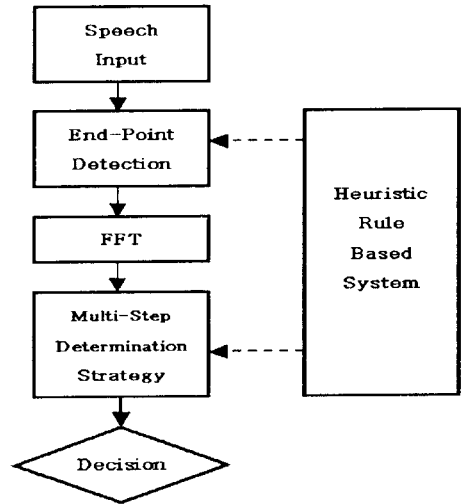 Speech
Input
End-Point
Detection
FFT
Multi-Step
Determination
Strategy
Decision
Heuristic
Rule
Based
System